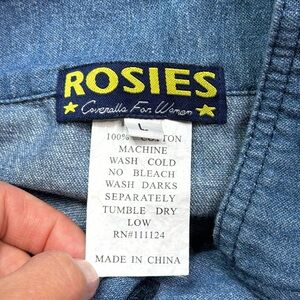 ROSIES
Coveralls For Women
L
100% COTTON
MACHINE
WASH COLD
NO BLEACH
WASH DARKS
SEPARATELY
TUMBLE DRY
LOW
RN#111124
MADE IN CHINA